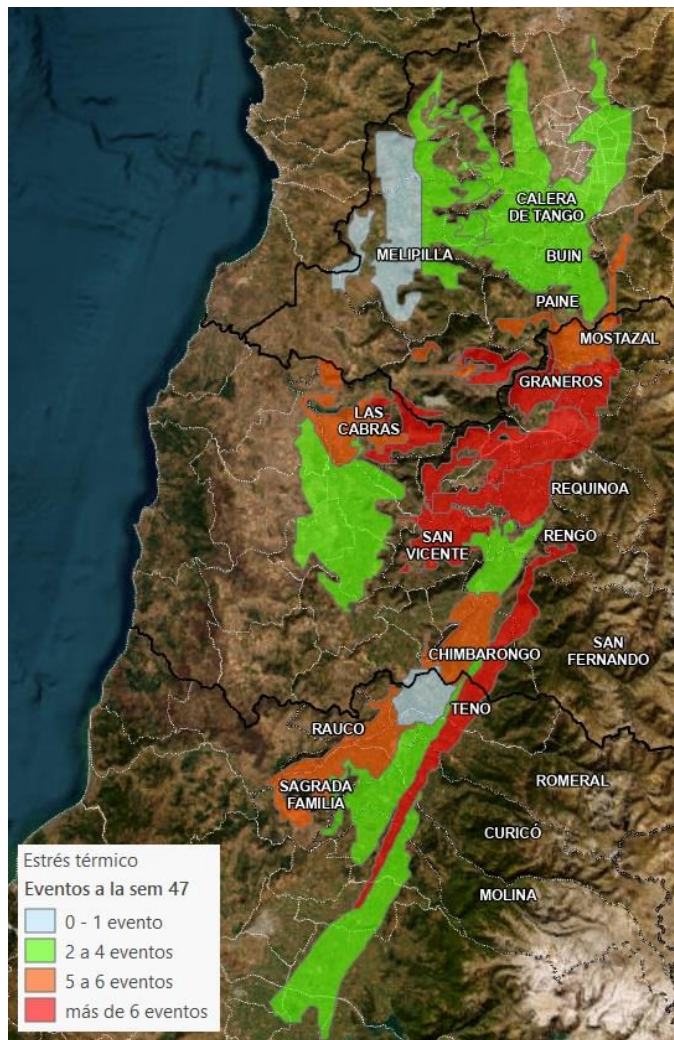 CALERA
DE TANGO
MELIPILLA
BUIN
PAINE
MOSTAZAL
GRANEROS
LAS
CABRAS
REQUINOA
SAN
VICENTE
RENGO
CHIMBARONGO
SAN
FERNANDO
TENO
RAUCO
SAGRADA
FAMILIA
ROMERAL
CURICÓ
MOLINA
Estrés térmico
Eventos a la sem 47
0 - 1 evento
2 a 4 eventos
5 a 6 eventos
más de 6 eventos